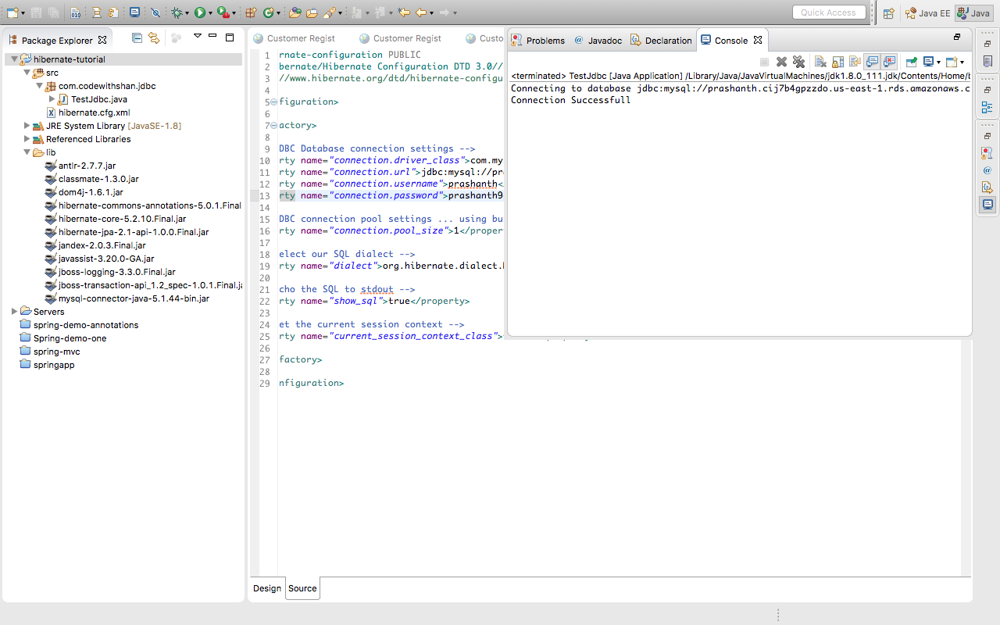 Quick Access
Java EE
Java
Package Explorer
hibernate-tutorial
src
com.codewithshan.jdbc
TestJdbc.java
hibernate.cfg.xml
JRE System Library [JavaSE-1.8]
Referenced Libraries
lib
antlr-2.7.7.jar
classmate-1.3.0.jar
dom4j-1.6.1.jar
hibernate-commons-annotations-5.0.1.Final
hibernate-core-5.2.10.Final.jar
hibernate-jpa-2.1-api-1.0.0.Final.jar
jandex-2.0.3.Final.jar
javassist-3.20.0-GA.jar
jboss-logging-3.3.0.Final.jar
jboss-transaction-api_1.2_spec-1.0.1.Final.ja
mysql-connector-java-5.1.44-bin.jar
Servers
spring-demo-annotations
Spring-demo-one
spring-mvc
springapp
Customer Regist
Customer Regist
Custo
1 rnate-configuration PUBLIC
2 bernate/Hibernate Configuration DTD 3.0//
3 //www.hibernate.org/dtd/hibernate-configu
4
5 figuration>
6
7 actory>
8
9 DBC Database connection settings -->
10 rty name="connection.driver_class">com.my
11 rty name="connection.url">jdbc:mysql://pr
12 rty name="connection.username">prashanth<
13 rty name="connection.password">prashanth9
14
15 DBC connection pool settings ... using bu
16 rty name="connection.pool_size">1</propert
17
18 elect our SQL dialect -->
19 rty name="dialect">org.hibernate.dialect.
20
21 cho the SQL to stdout -->
22 rty name="show_sql">true</property>
23
24 et the current session context -->
25 rty name="current_session_context_class">
26
27 factory>
28
29 nfiguration>
Design
Source
Problems
Javadoc
Declaration
Console
<terminated> TestJdbc [Java Application] /Library/Java/JavaVirtualMachines/jdk1.8.0_111.jdk/Contents/Home/b
Connecting to database jdbc:mysql://prashanth.cij7b4gpzzdo.us-east-1.rds.amazonaws.c
Connection Successfull